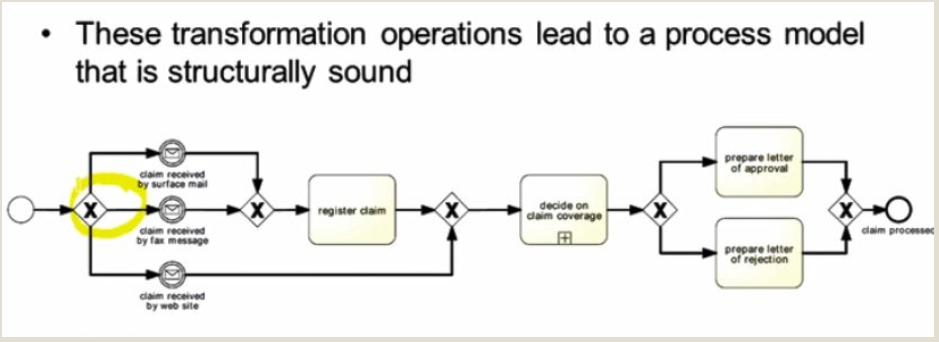 • These transformation operations lead to a process model
that is structurally sound
claim received
by surface mail
claim received
by fax message
claim received
by web site
X
X
register claim
X
decide on
claim coverage
X
prepare letter
of approval
prepare letter
of rejection
X
claim processed